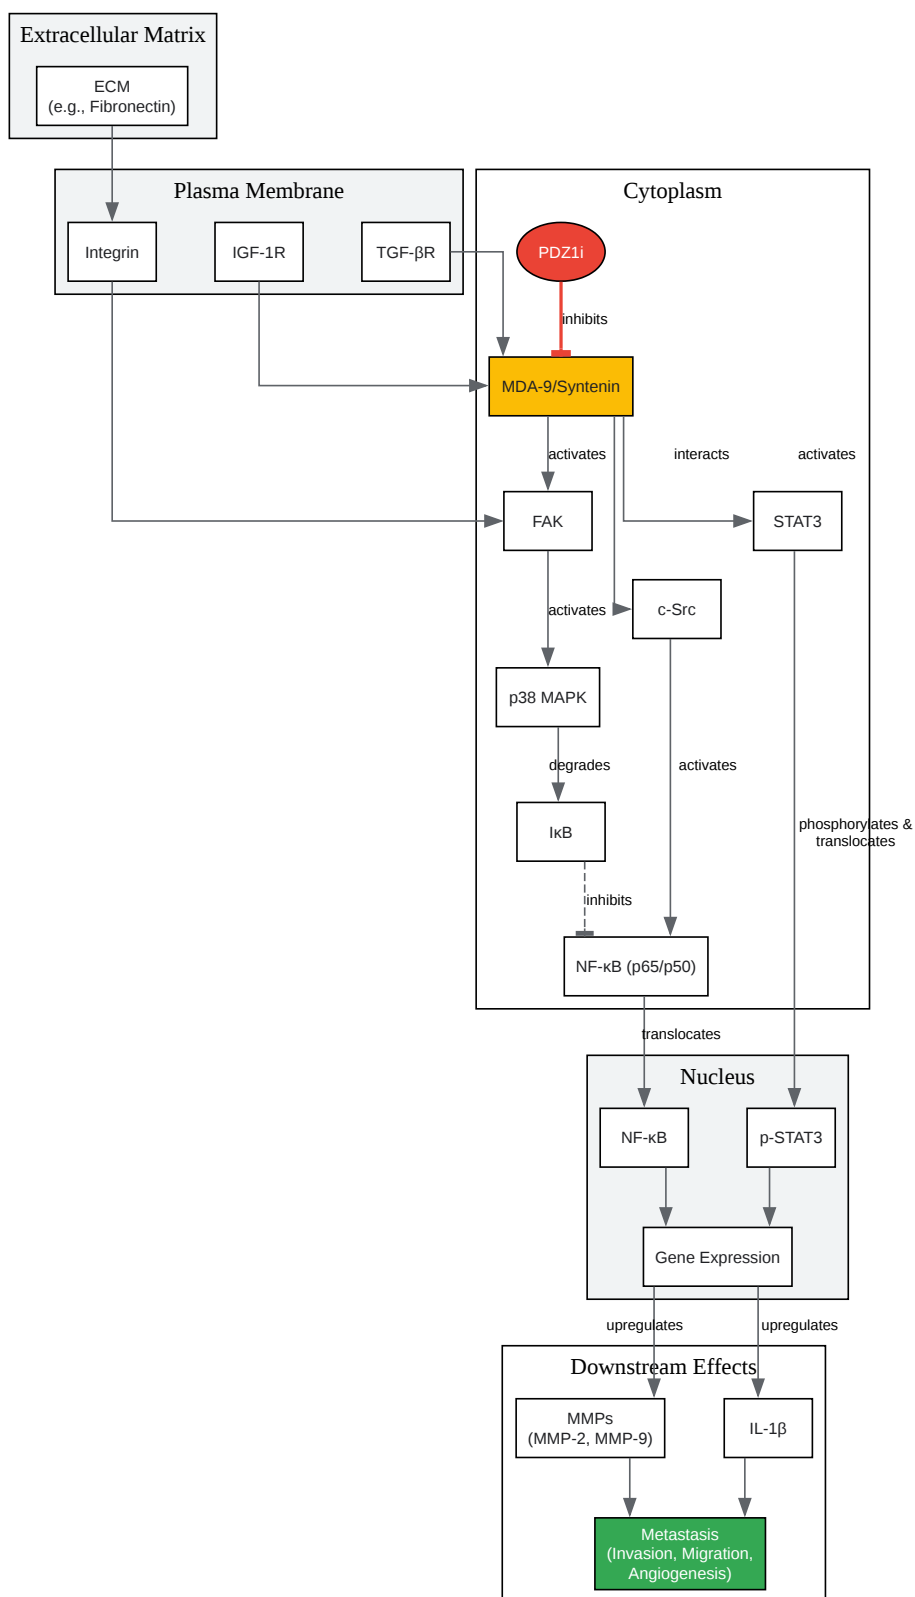 Extracellular Matrix
ECM
(e.g., Fibronectin)
Plasma Membrane
Cytoplasm
Integrin
IGF-1R
TGF-βR
PDZ1i
inhibits
MDA-9/Syntenin
activates
interacts
activates
FAK
STAT3
activates
c-Src
p38 MAPK
degrades
activates
IκB
phosphorylates &
translocates
inhibits
NF-κB (p65/p50)
translocates
Nucleus
NF-κB
p-STAT3
Gene Expression
upregulates
upregulates
Downstream Effects
MMPs
(MMP-2, MMP-9)
IL-1β
Metastasis
(Invasion, Migration,
Angiogenesis)